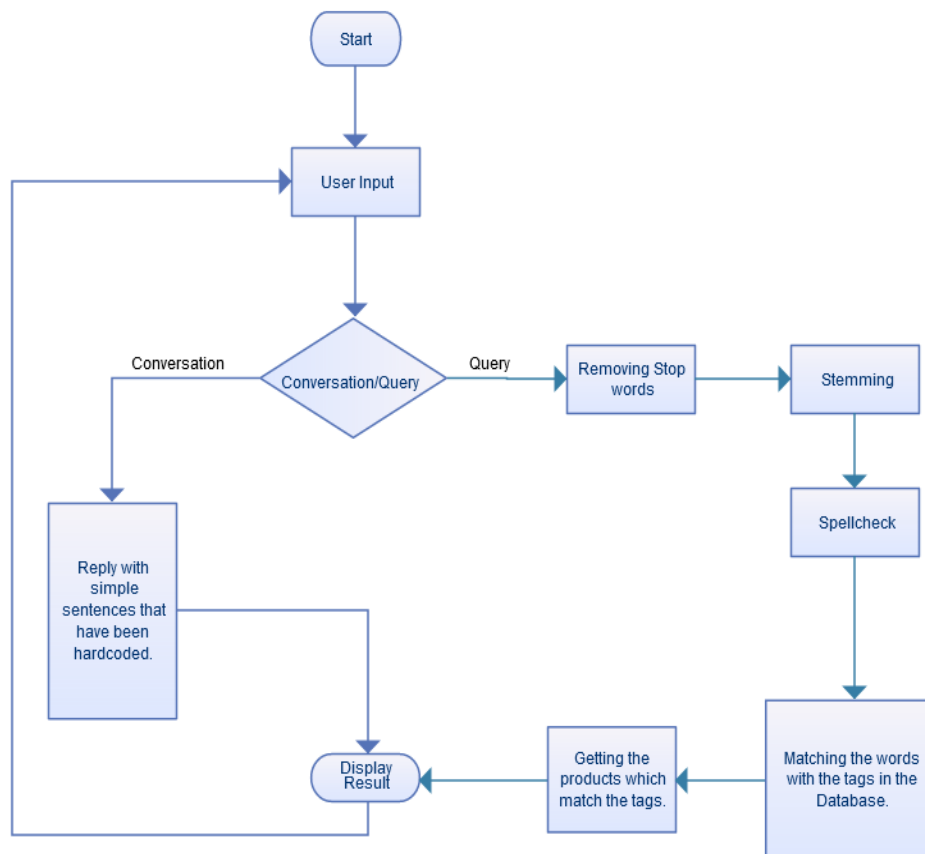 Start
User Input
Conversation
Conversation/Query
Query
Removing Stop
words
Stemming
Spellcheck
Reply with
simple
sentences that
have been
hardcoded.
Matching the words
with the tags in the
Database.
Getting the
products which
match the tags.
Display
Result